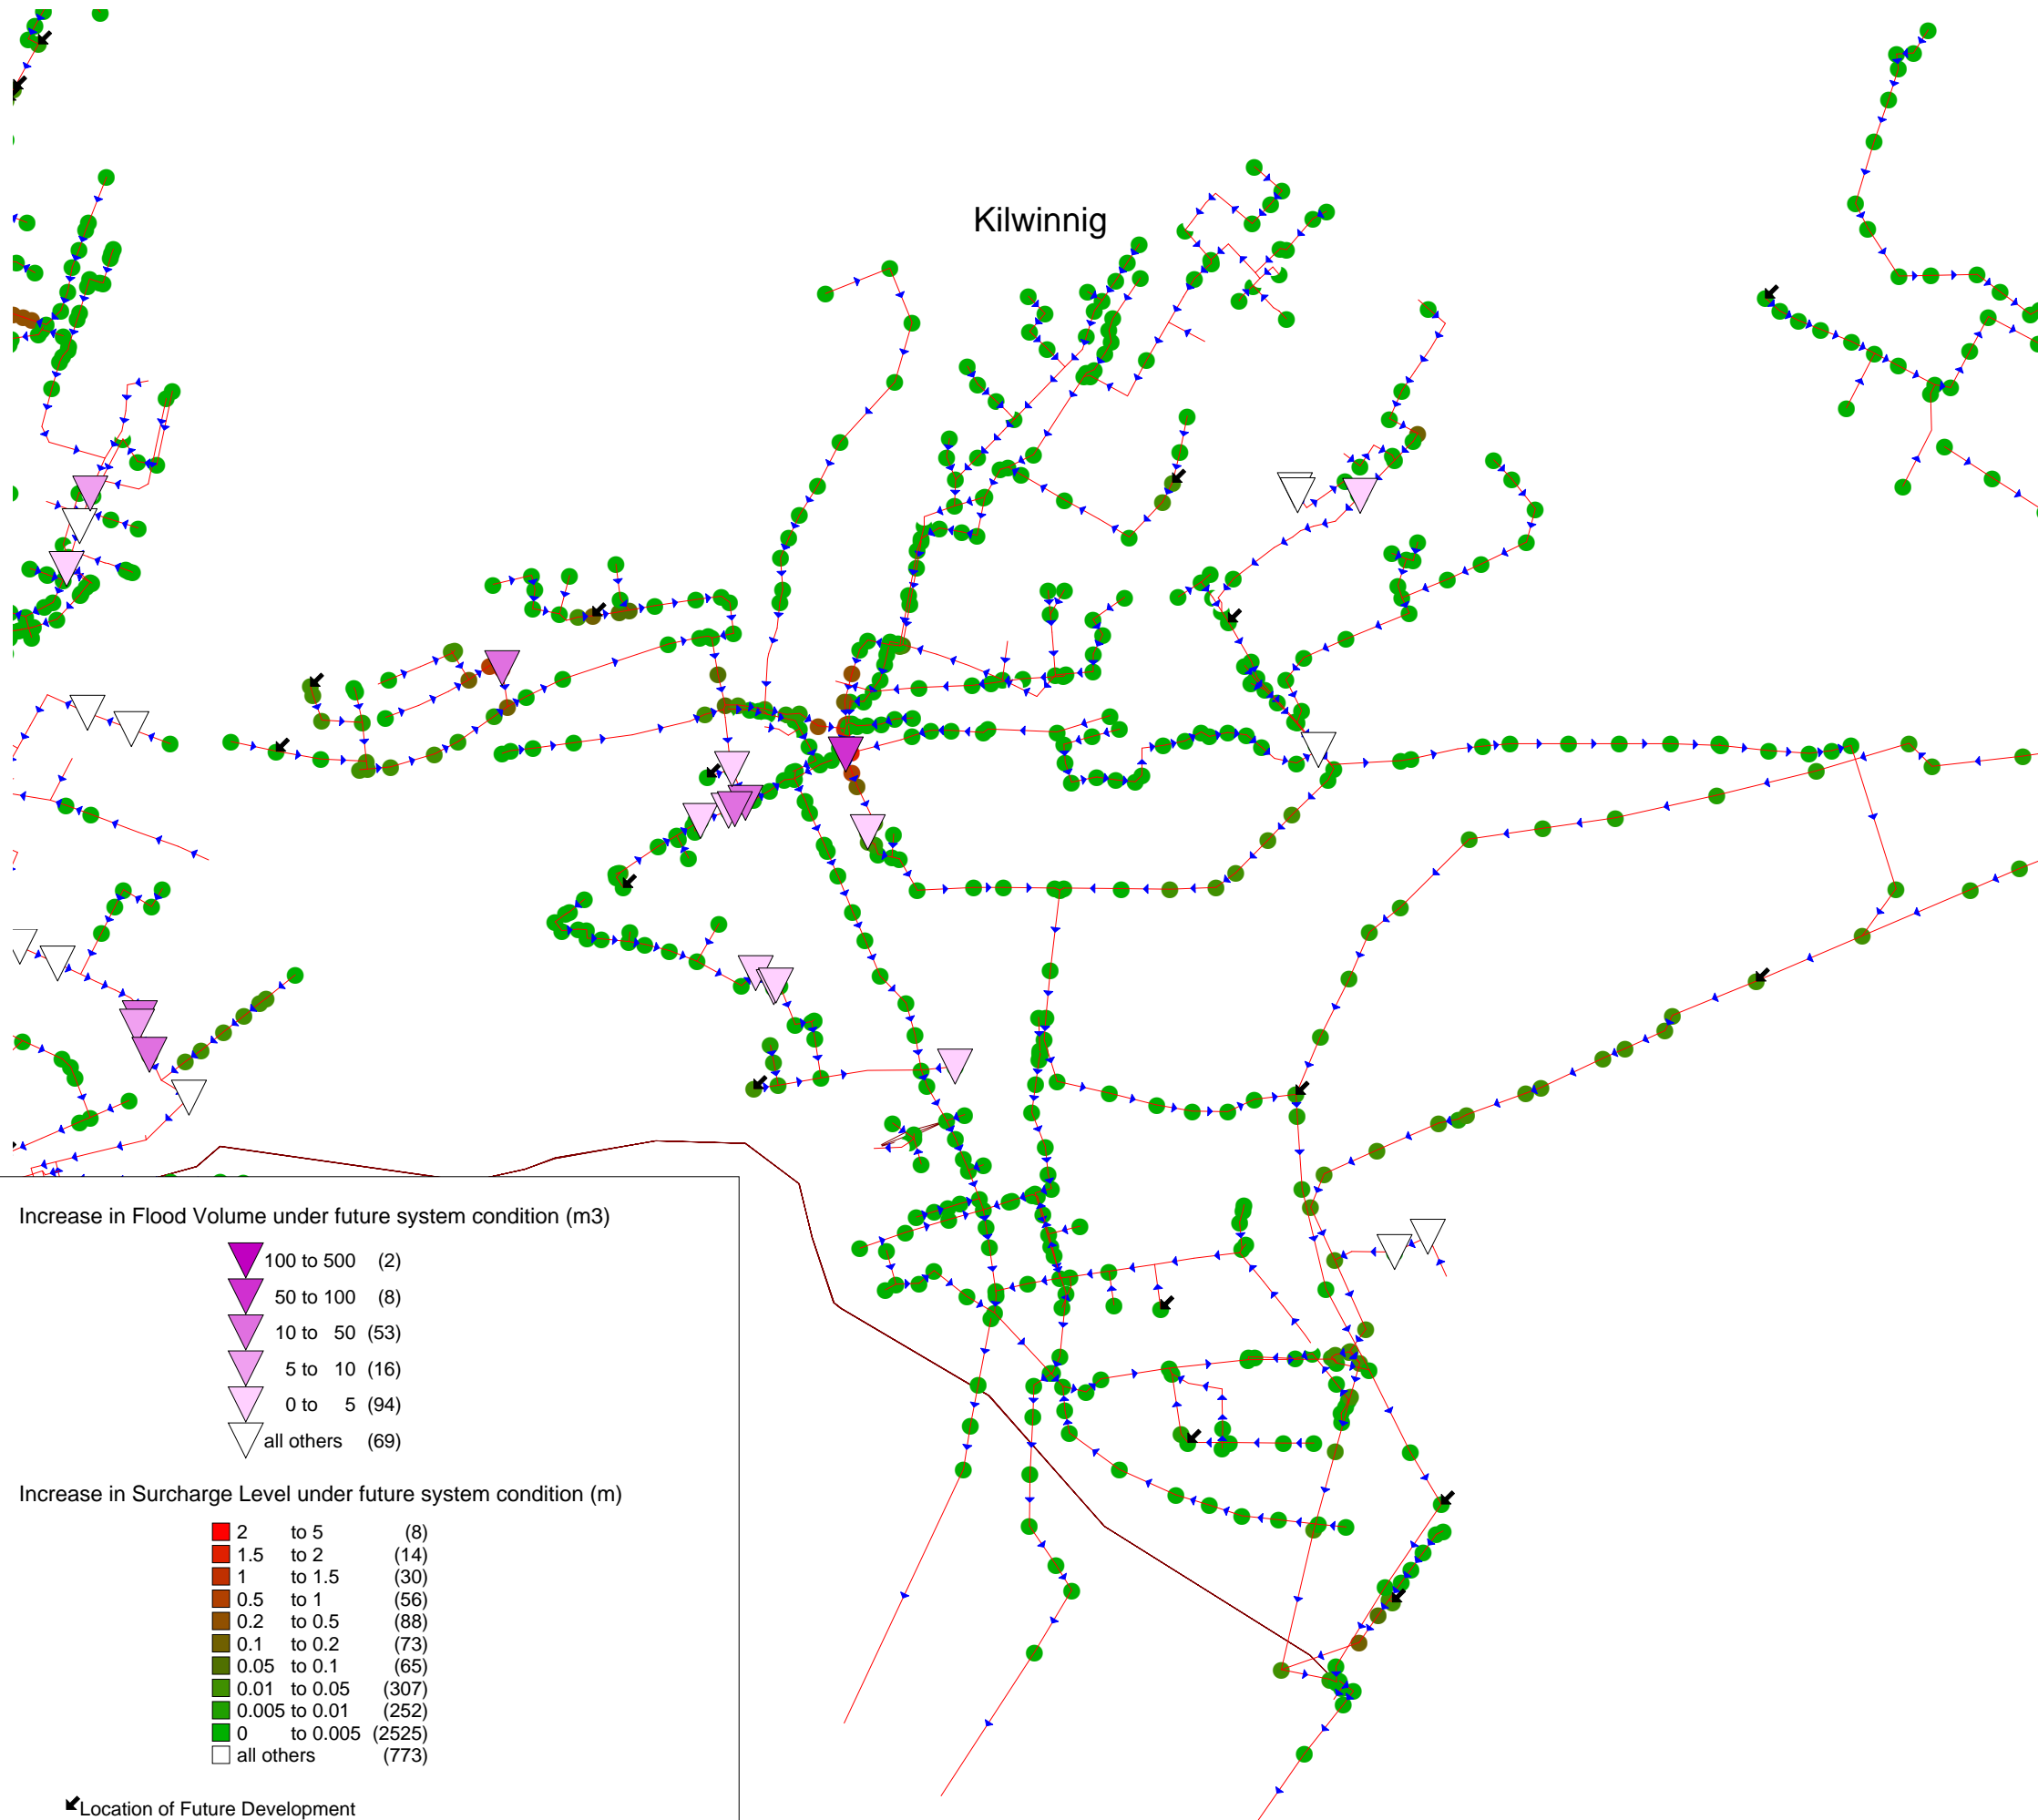 Kilwinnig
Increase in Flood Volume under future system condition (m3)
100 to 500 (2)
50 to 100 (8)
10 to 50 (53)
5 to 10 (16)
0 to 5 (94)
all others (69)
Increase in Surcharge Level under future system condition (m)
2 to 5 (8)
1.5 to 2 (14)
1 to 1.5 (30)
0.5 to 1 (56)
0.2 to 0.5 (88)
0.1 to 0.2 (73)
0.05 to 0.1 (65)
0.01 to 0.05 (307)
0.005 to 0.01 (252)
0 to 0.005 (2525)
all others (773)
Location of Future Development